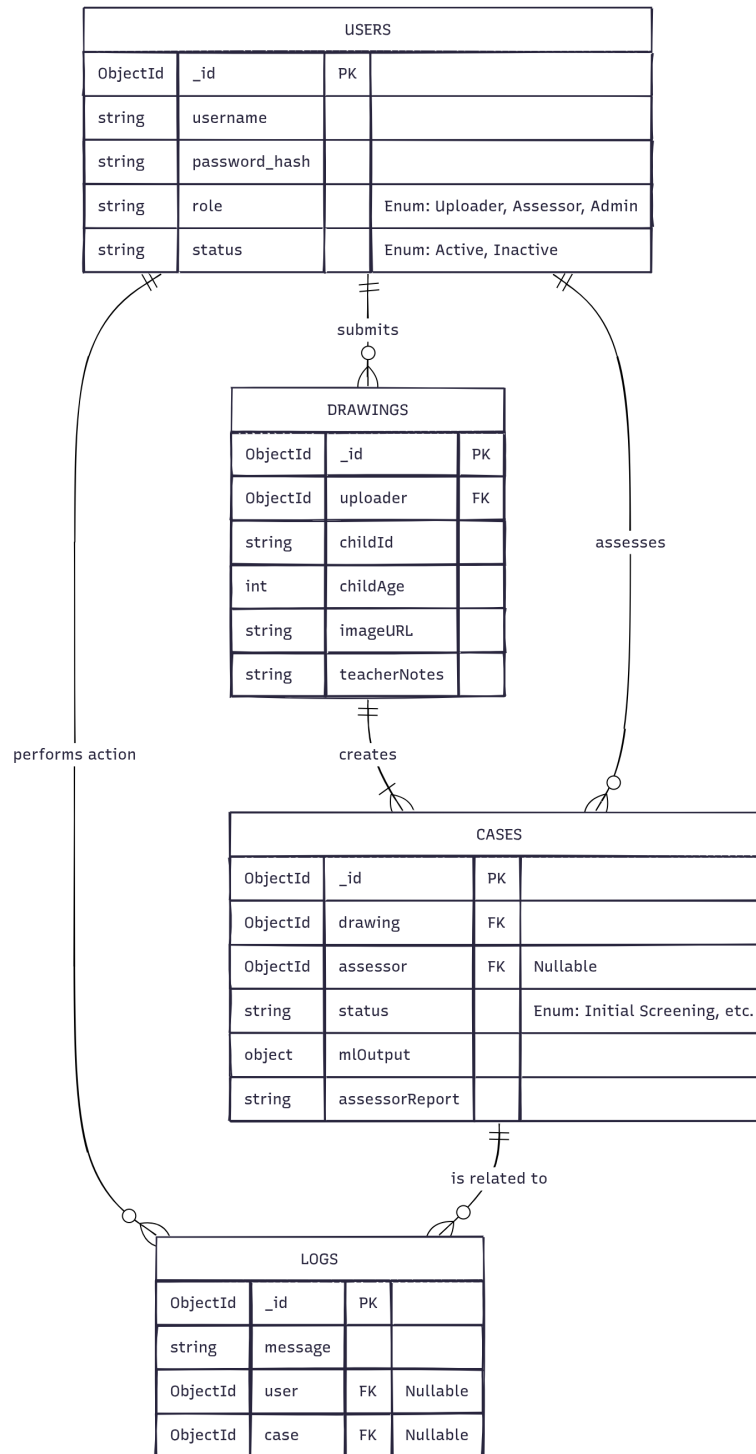 USERS
ObjectId _id PK
string username
string password_hash
string role Enum: Uploader, Assessor, Admin
string status Enum: Active, Inactive
submits
DRAWINGS
ObjectId _id PK
ObjectId uploader FK
string childId
int childAge
string imageURL
string teacherNotes
assesses
performs action
creates
CASES
ObjectId _id PK
ObjectId drawing FK
ObjectId assessor FK Nullable
string status Enum: Initial Screening, etc.
object mlOutput
string assessorReport
is related to
LOGS
ObjectId _id PK
string message
ObjectId user FK Nullable
ObjectId case FK Nullable